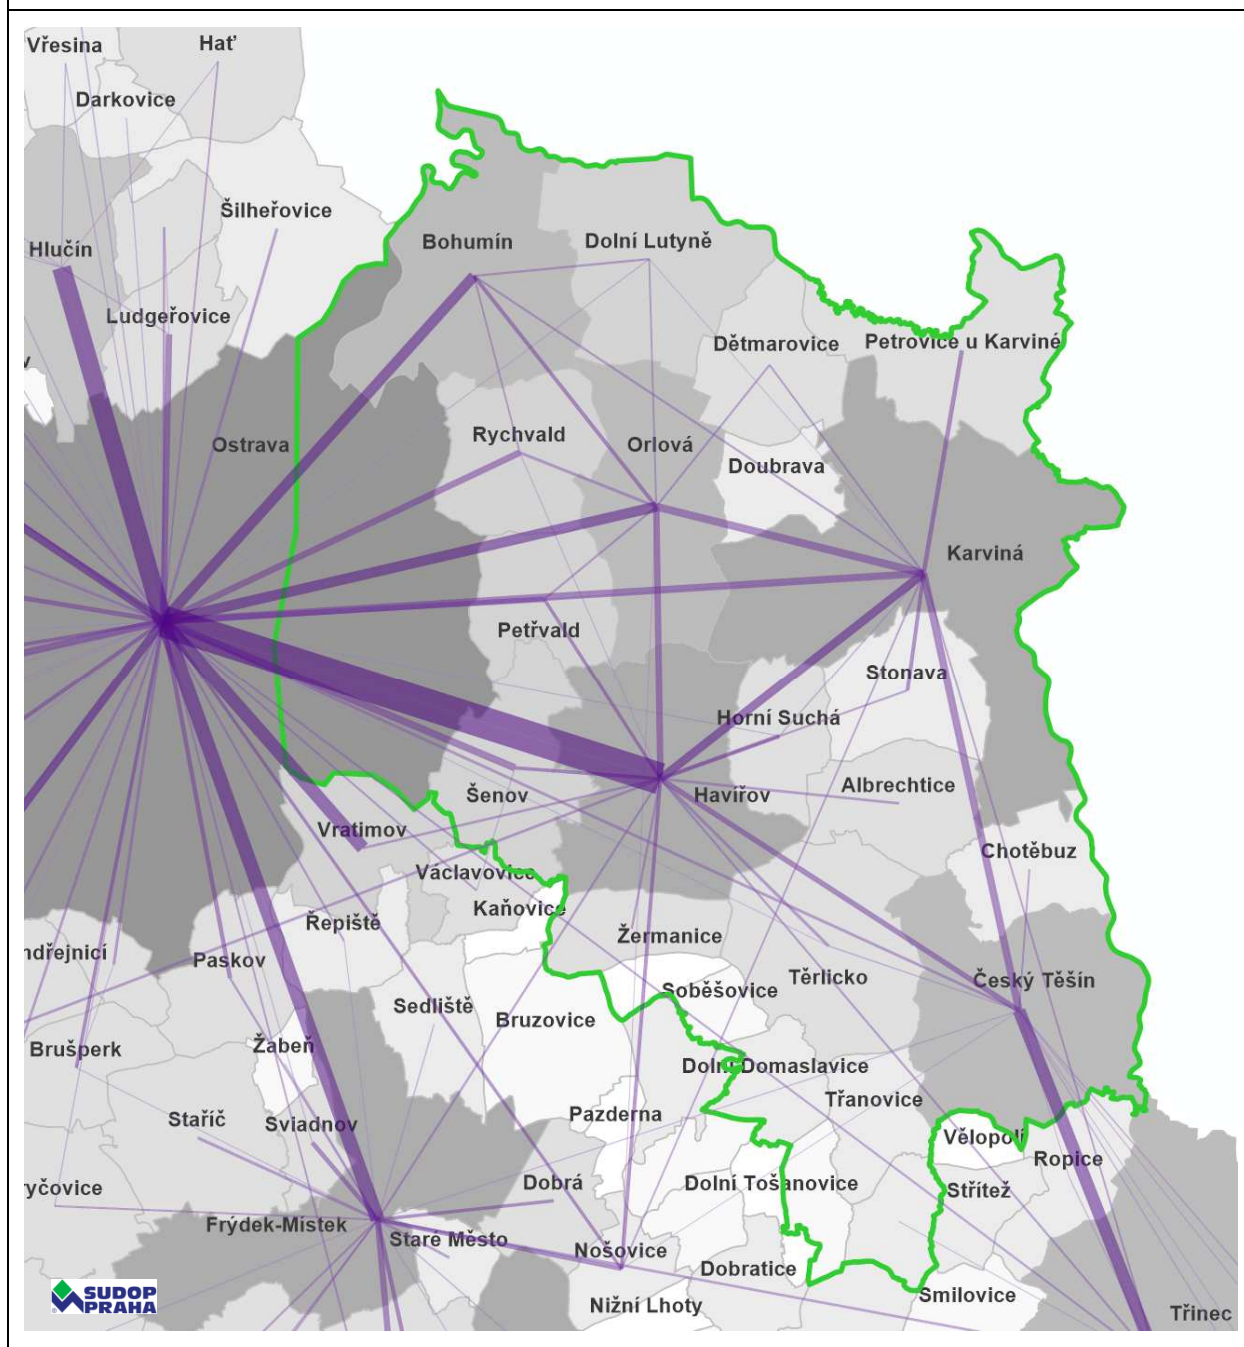 Vřesina
Hať
Darkovice
Šilheřovice
Bohumín
Dolní Lutyně
Hlučín
Ludgeřovice
Dětmarovice
Petrovice u Karviné
v
Ostrava
Rychvald
Orlová
Doubrava
Karviná
Petřvald
Stonava
Horní Suchá
Albrechtice
Šenov
Havířov
Vratimov
Chotěbuz
Václavovice
Kaňovice
Řepiště
Žermanice
ndřejnicí
Paskov
Těrlicko
Český Těšín
Soběšovice
Sedliště
Bruzovice
Žabeň
Brušperk
Dolní Domaslavice
Třanovice
Pazderna
Staříč
Sviadnov
Vělopolí
Ropice
ryčovice
Dobrá
Dolní Tošanovice
Střítež
Frýdek-Místek
Staré Město
Nošovice
Dobratice
Smilovice
Nižní Lhoty
Třinec
SUDOP
PRAHA